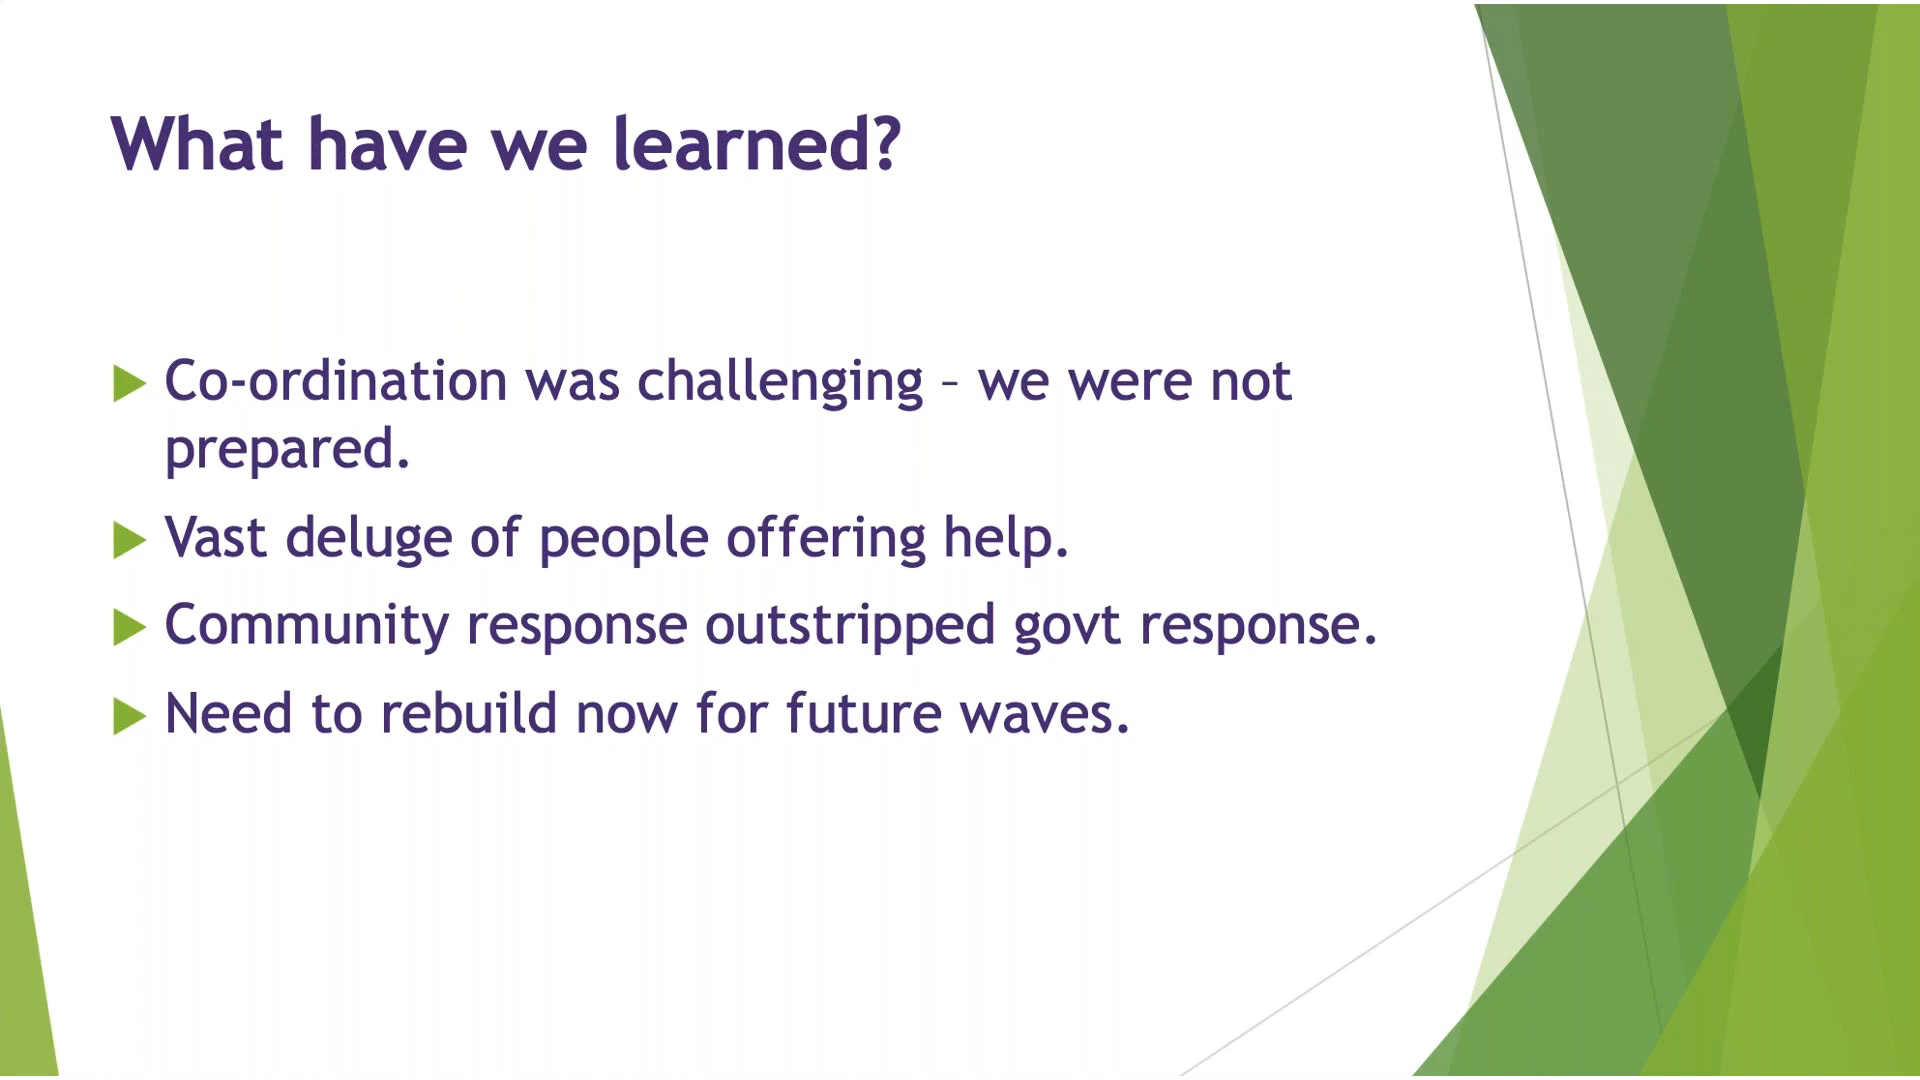 What have we learned?
Co-ordination was challenging – we were not
prepared.
Vast deluge of people offering help.
Community response outstripped govt response.
Need to rebuild now for future waves.